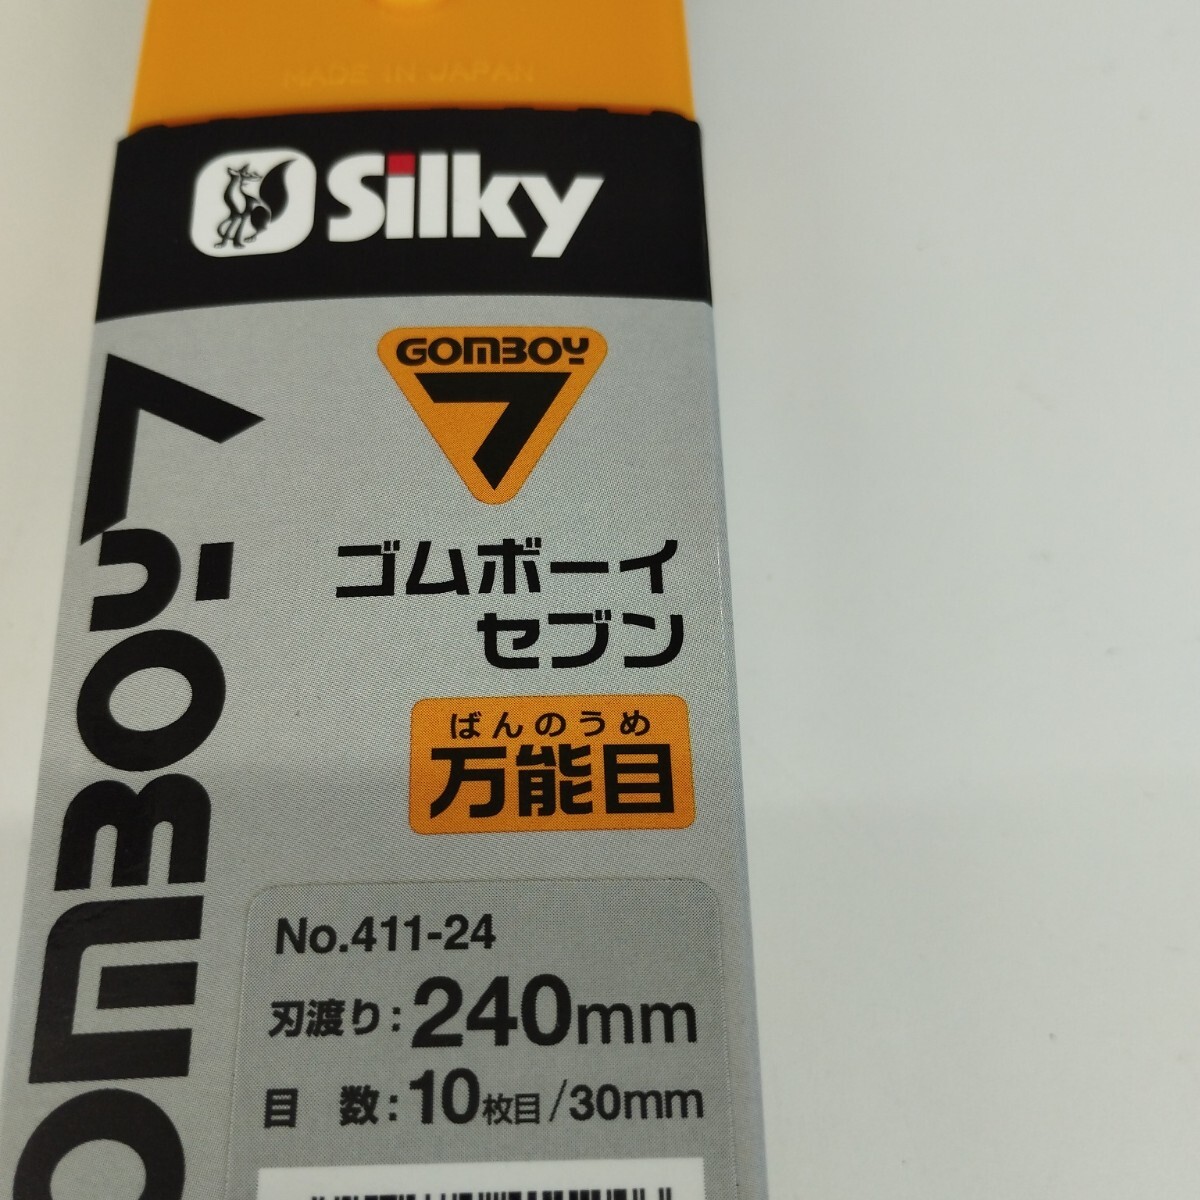 MADE IN JAPAN
Silky
GOMBOY
7
ゴムボーイ
セブン
ばんのうめ
万能目
No.411-24
刃渡り:240mm
目 数:10枚目/30mm
OMBOY7